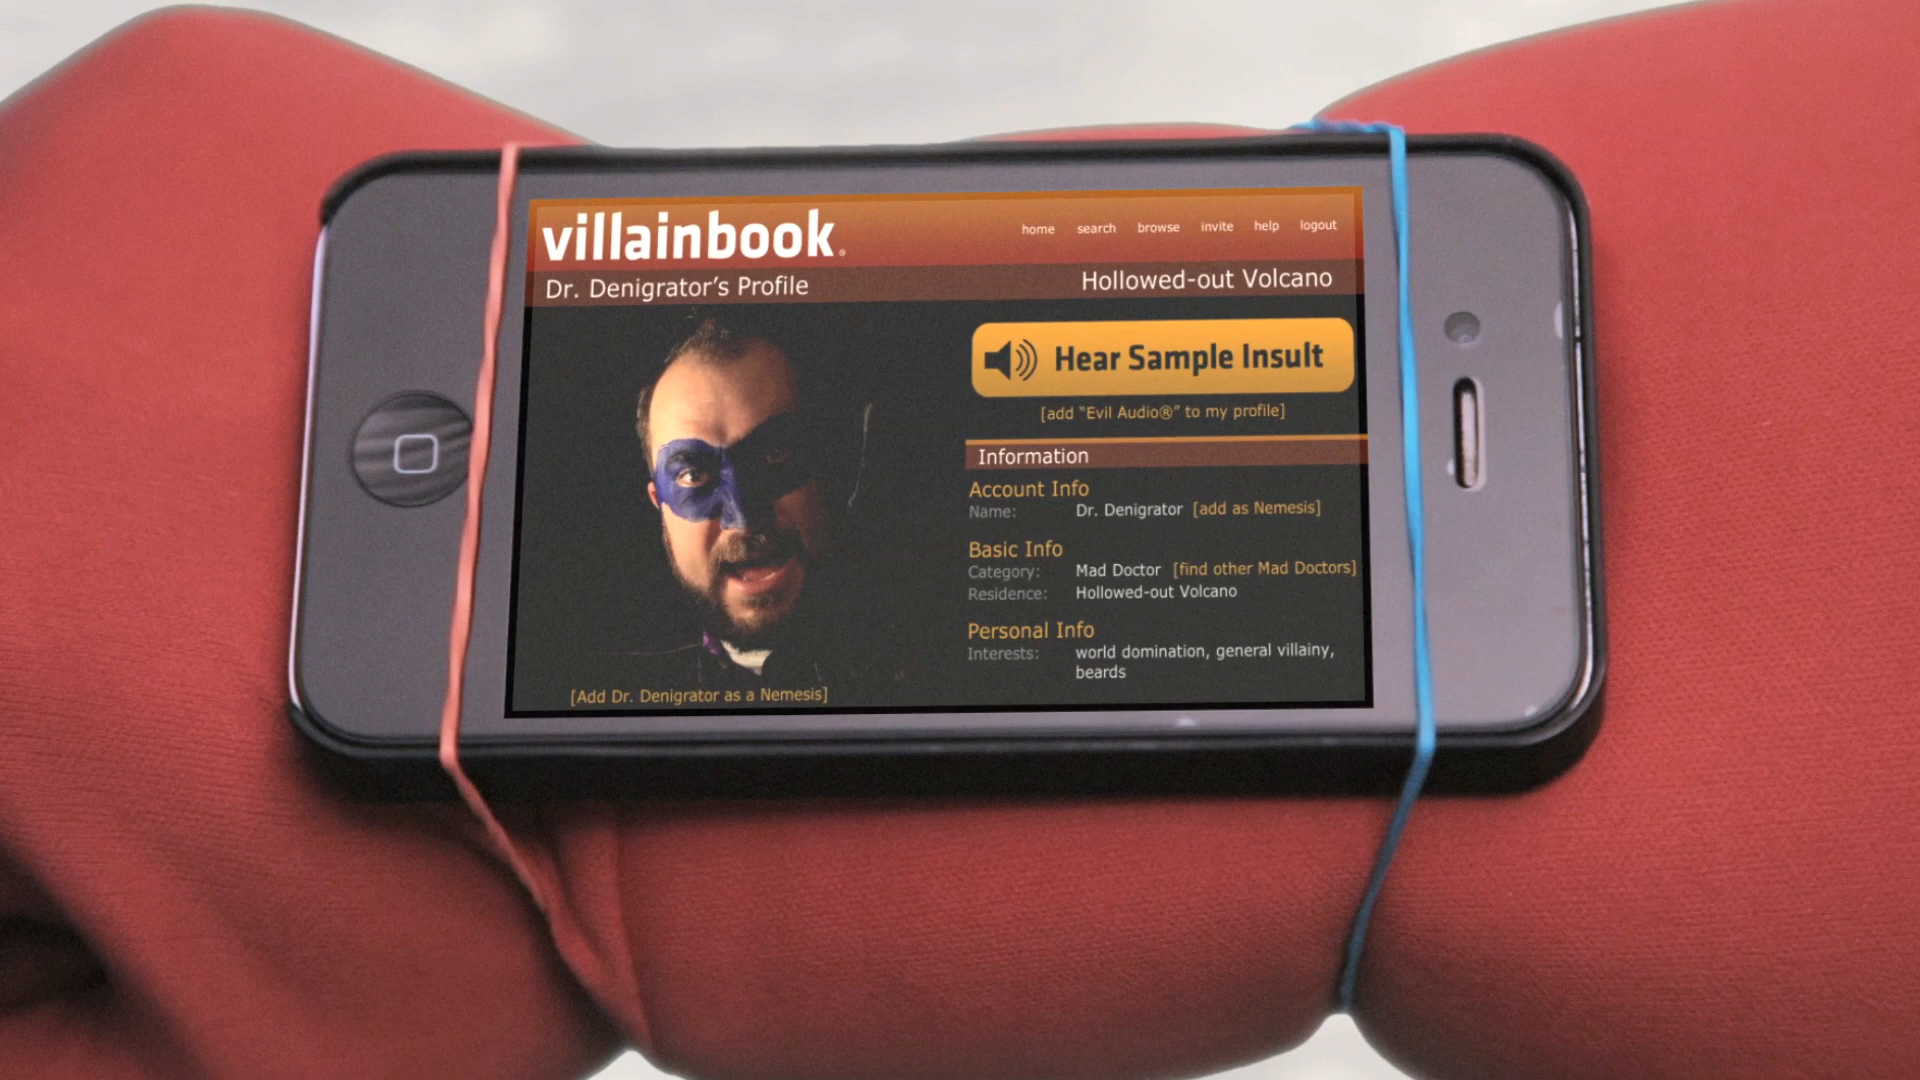 villainbook®
home search browse invite help logout
Dr. Denigrator's Profile
Hollowed-out Volcano
Hear Sample Insult
[add “Evil Audio®” to my profile]
Information
Account Info
Name: Dr. Denigrator [add as Nemesis]
Basic Info
Category: Mad Doctor [find other Mad Doctors]
Residence: Hollowed-out Volcano
Personal Info
Interests: world domination, general villainy,
beards
[Add Dr. Denigrator as a Nemesis]